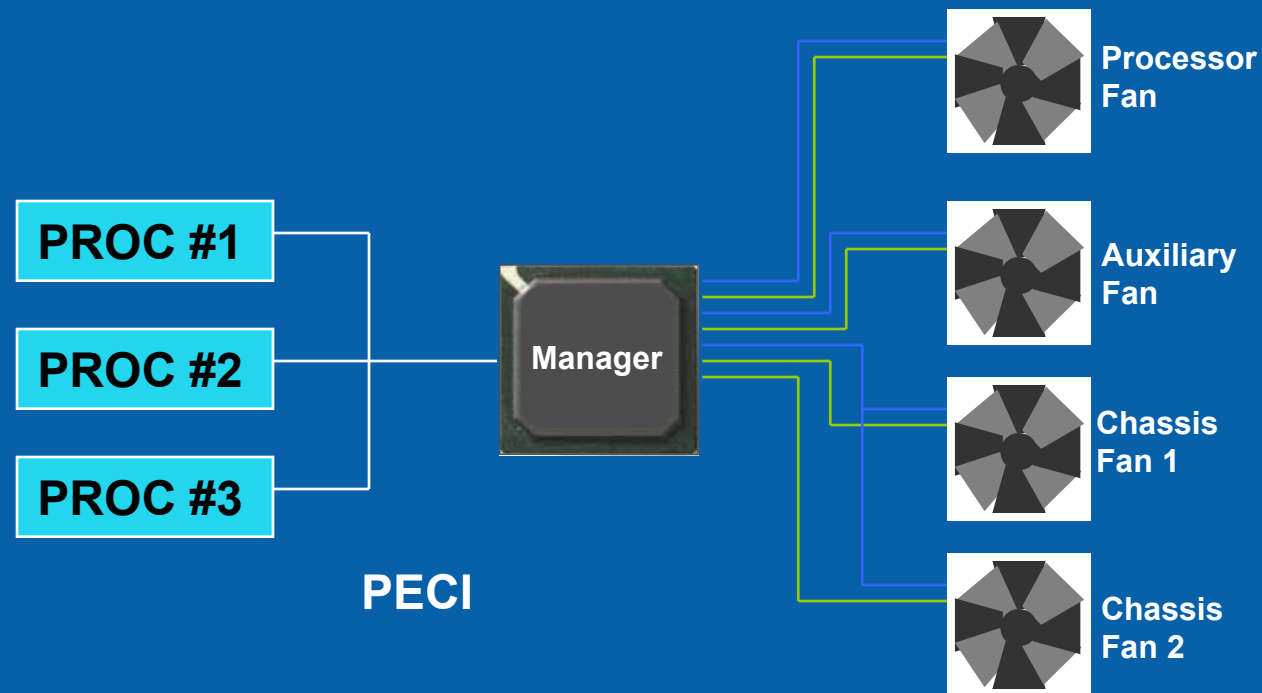 PROC #1
PROC #2
PROC #3
PECI
Manager
Processor
Fan
Auxiliary
Fan
Chassis
Fan 1
Chassis
Fan 2